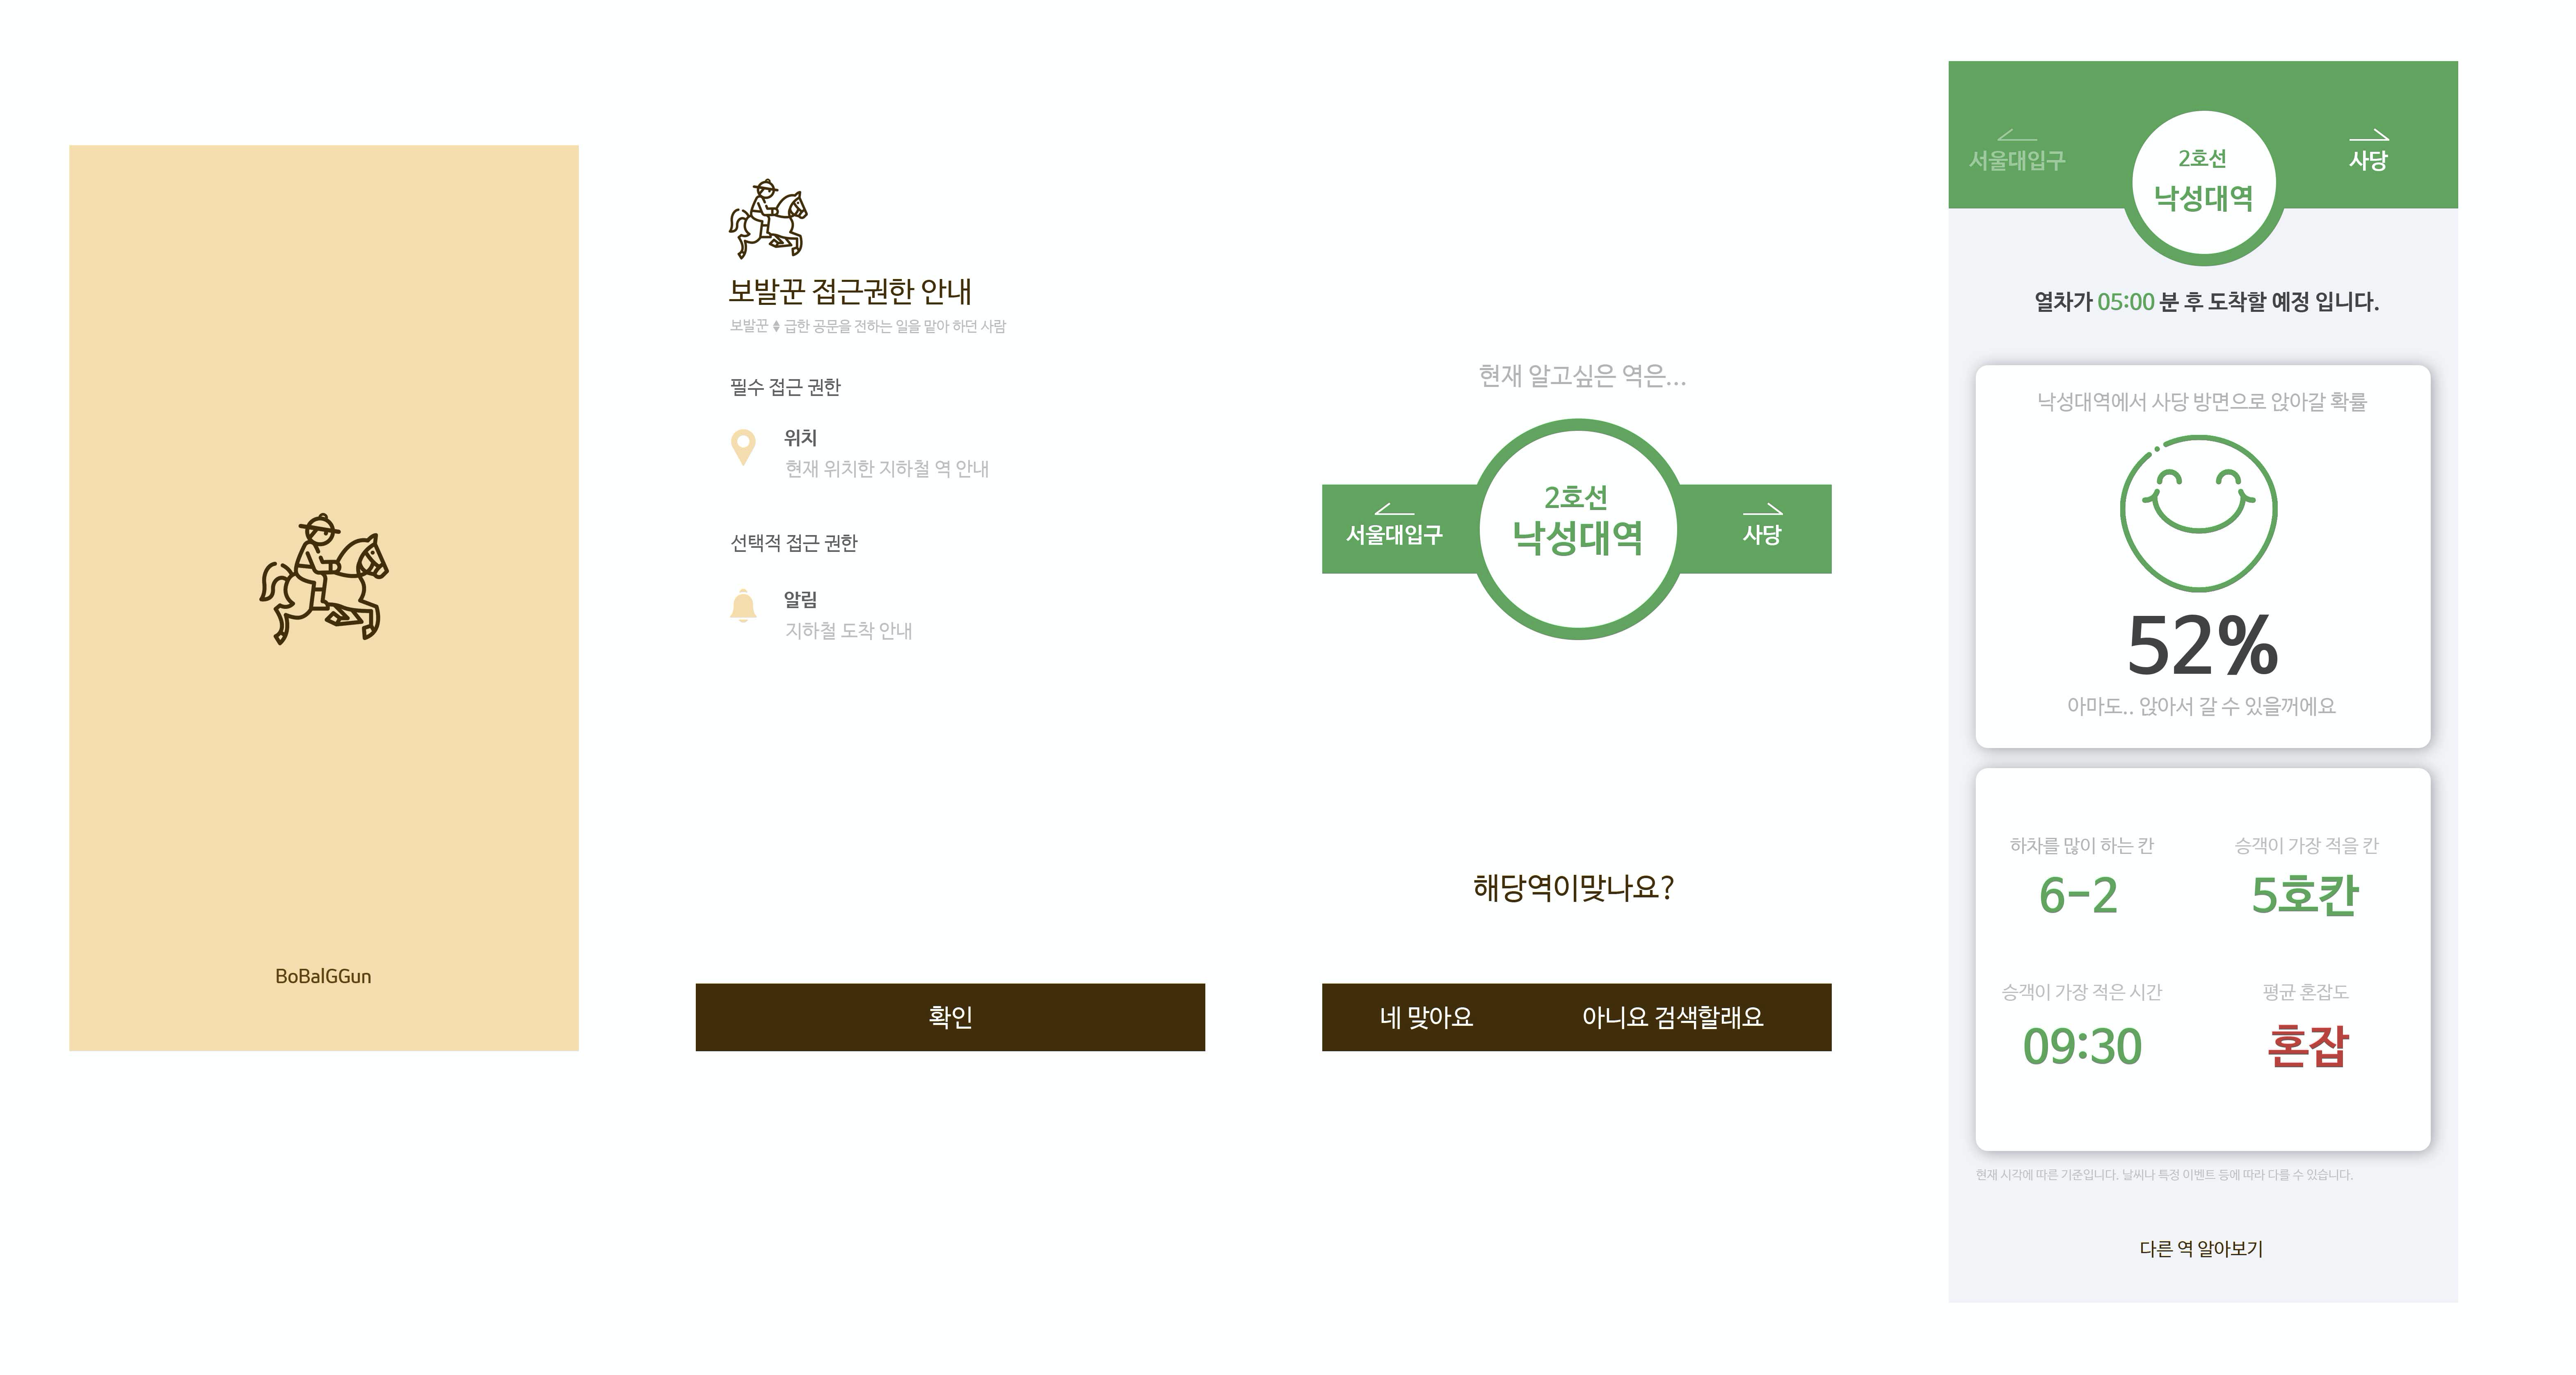 BoBalGGun
보발꾼 접근권한 안내
보발꾼 급한 공문을 전하는 일을 맡아 하던 사람
필수 접근 권한
위치
현재 위치한 지하철 역 안내
선택적 접근 권한
알림
지하철 도착 안내
확인
현재 알고싶은 역은...
서울대입구
2호선
낙성대역
사당
해당역이맞나요?
네 맞아요
아니요 검색할래요
서울대입구
2호선
낙성대역
사당
열차가 05:00 분 후 도착할 예정 입니다.
낙성대역에서 사당 방면으로 앉아갈 확률
52%
아마도.. 앉아서 갈 수 있을꺼에요
하차를 많이 하는 칸
6-2
승객이 가장 적을 칸
5호칸
승객이 가장 적은 시간
09:30
평균 혼잡도
혼잡
현재 시각에 따른 기준입니다. 날씨나 특정 이벤트 등에 따라 다를 수 있습니다.
다른 역 알아보기